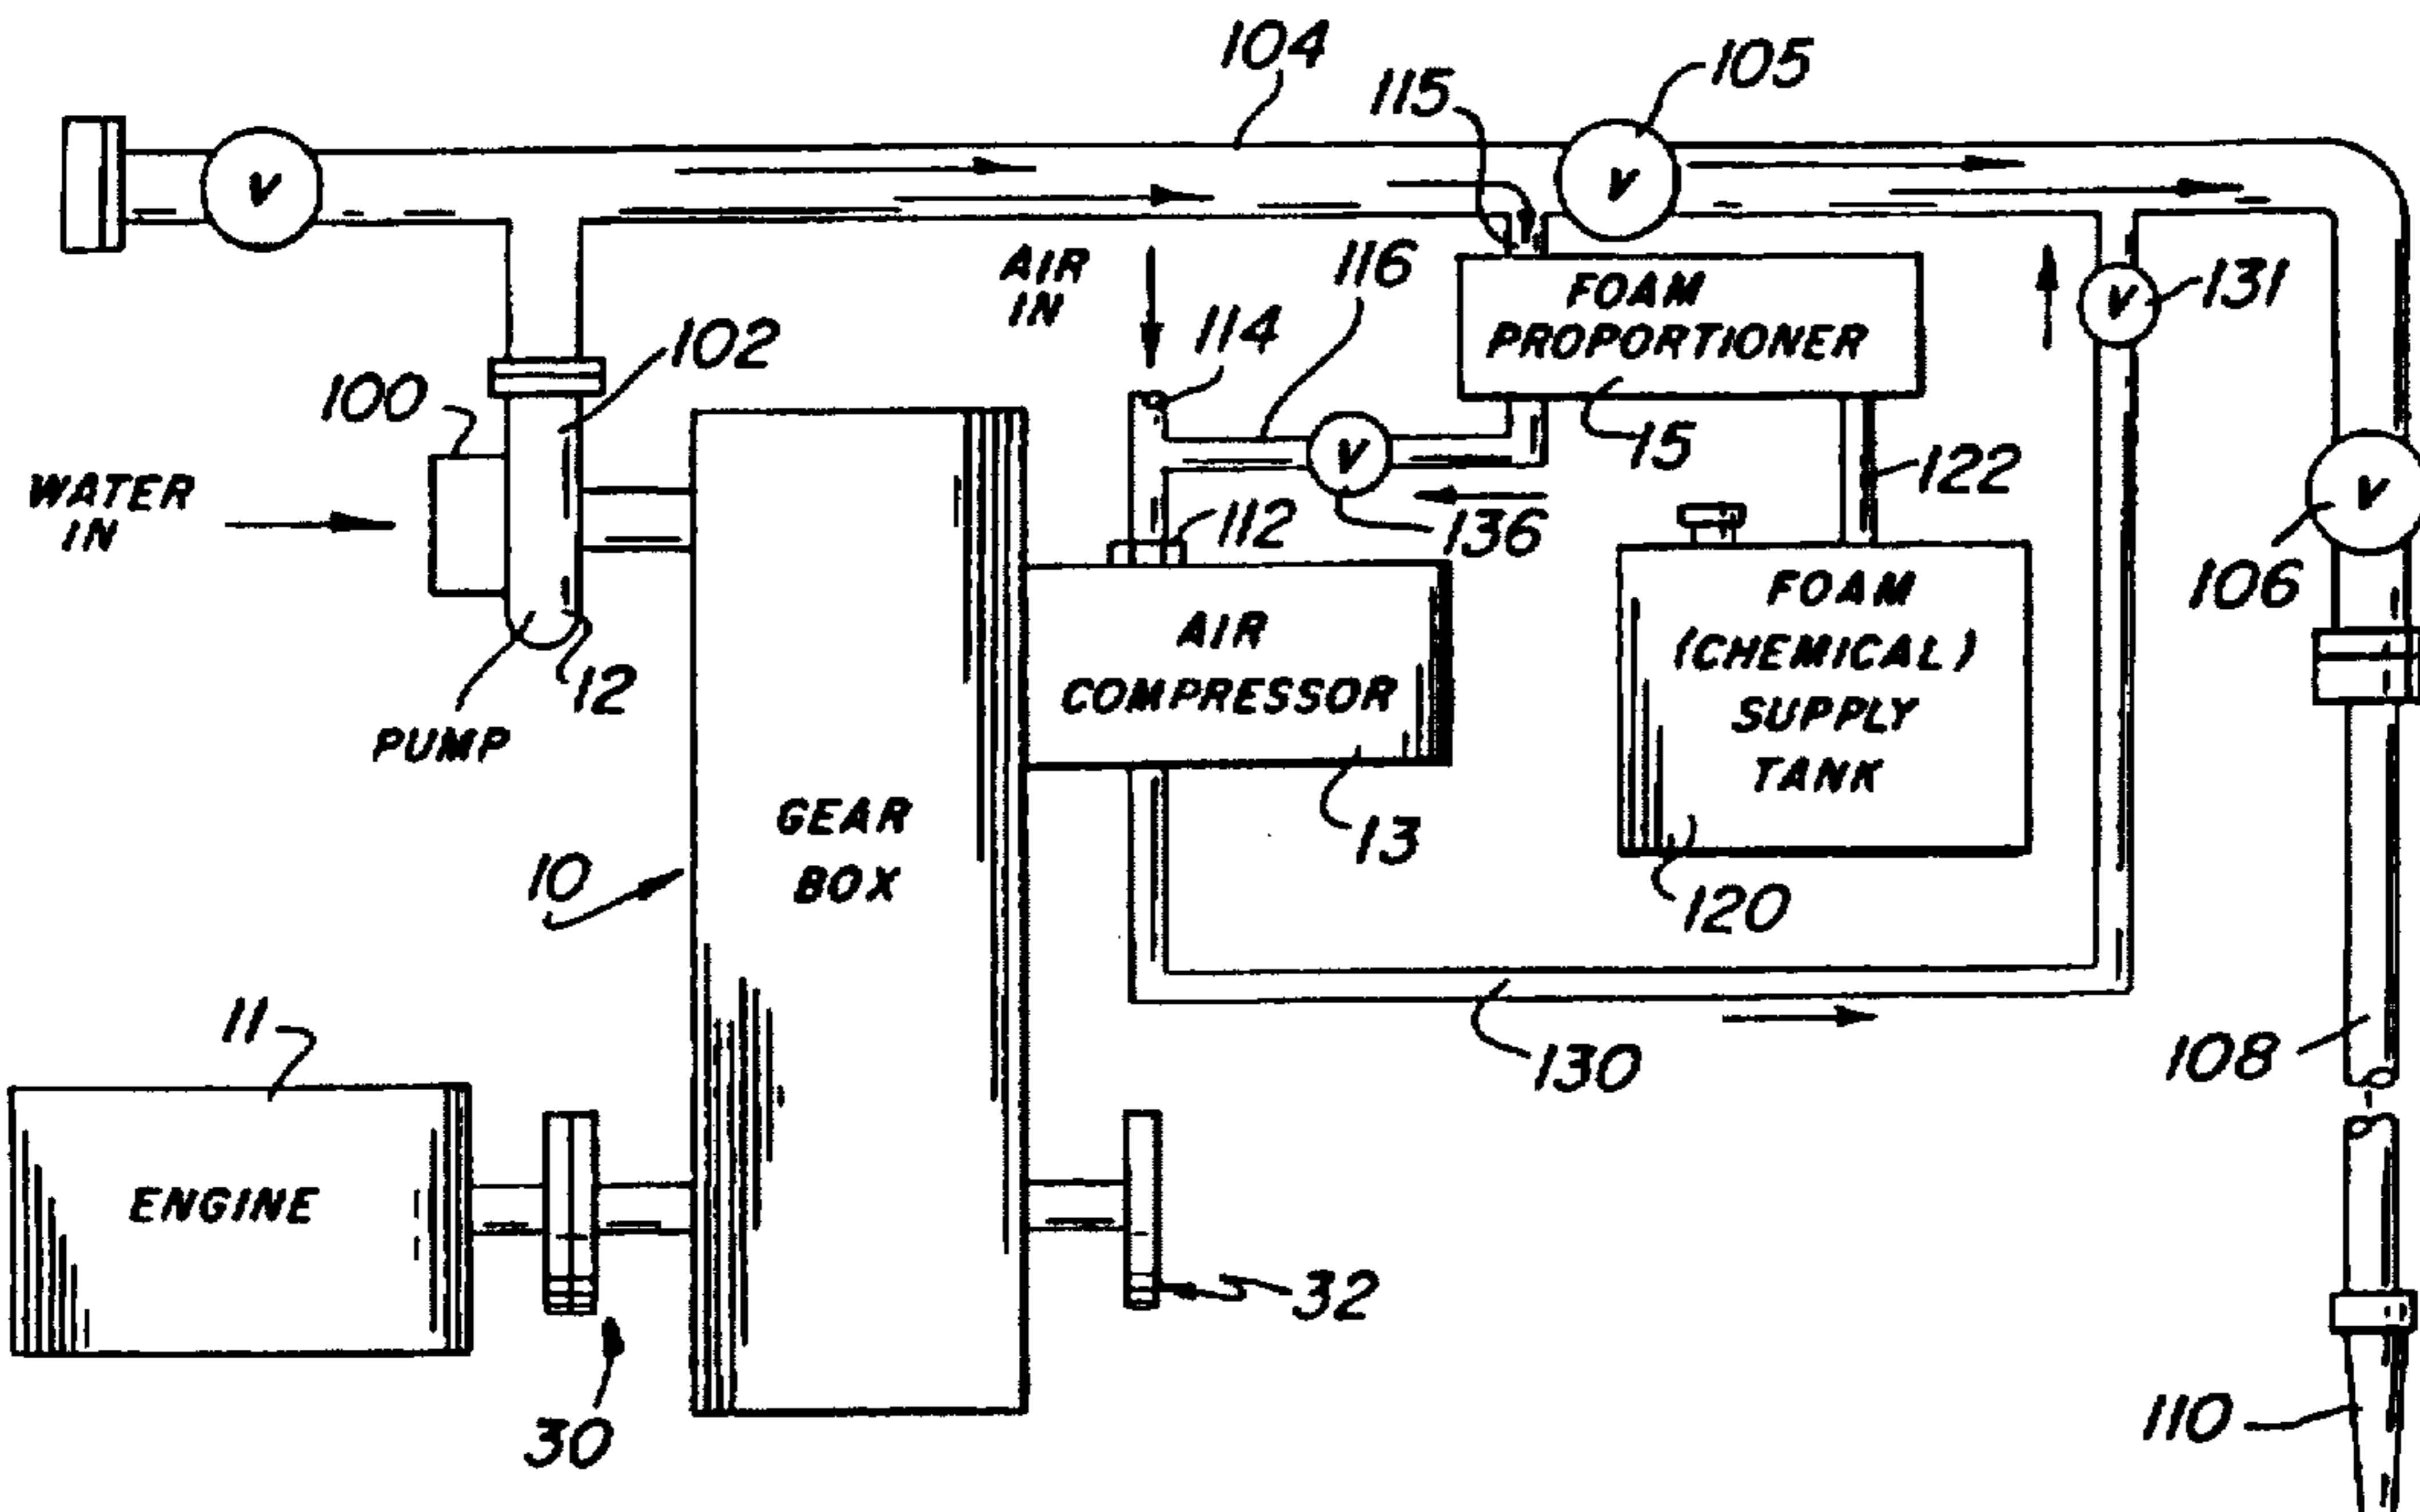 104
115
105
V
V
AIR
IN
116
114
FOAM
PROPORTIONER
V
131
102
100
15
V
122
V
WATER
IN
112
136
106
FOAM
(CHEMICAL)
SUPPLY
TANK
AIR
COMPRESSOR
12
PUMP
GEAR
BOX
13
10
120
11
130
108
ENGINE
32
30
110